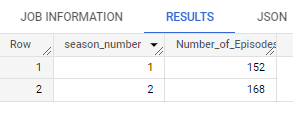 JOB INFORMATION RESULTS JSON
Row season_number Number_of_Episodes
1 1 152
2 2 168